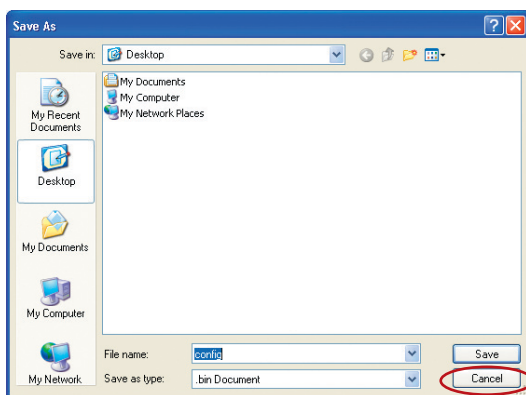 Save As
Save in:
Desktop
My Recent
Documents
Desktop
My Documents
My Computer
My Network
My Documents
My Computer
My Network Places
File name:
config
Save
Save as type:
.bin Document
Cancel